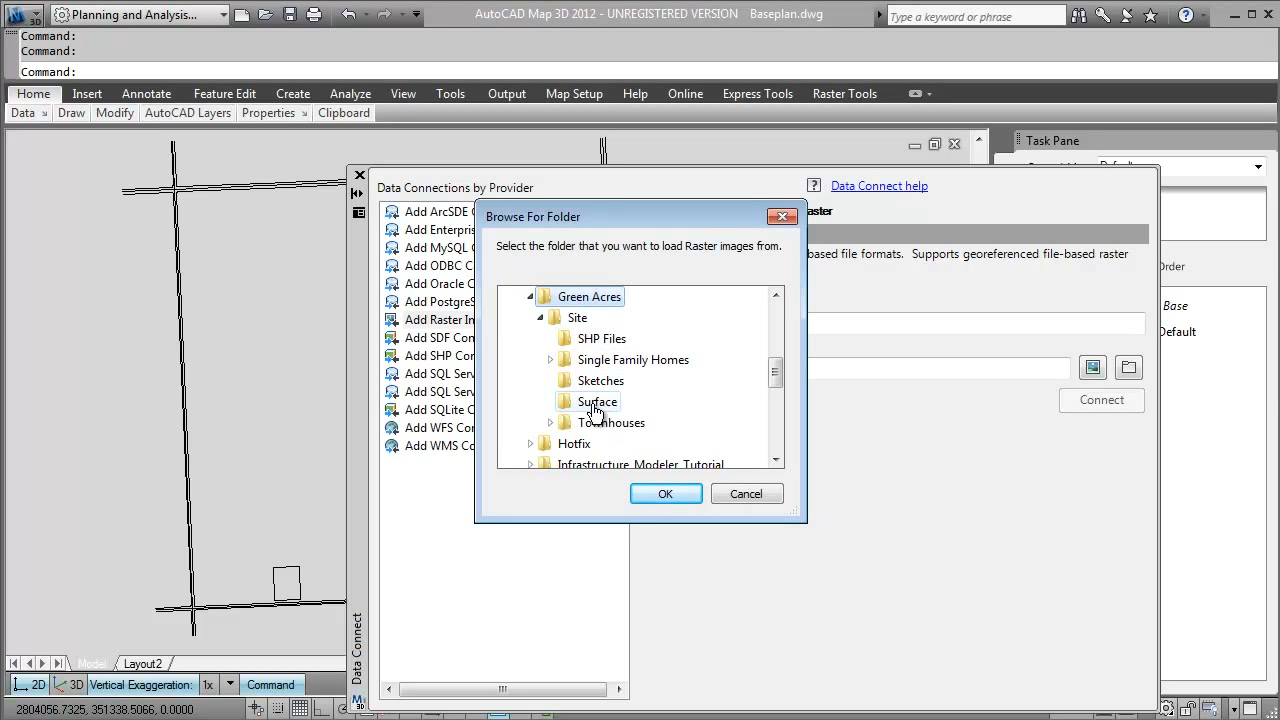 Planning and Analysis...
AutoCAD Map 3D 2012 - UNREGISTERED VERSION Baseplan.dwg
Type a keyword or phrase
Command:
Command:
Command:
Home Insert Annotate Feature Edit Create Analyze View Tools Output Map Setup Help Online Express Tools Raster Tools
Data Draw Modify AutoCAD Layers Properties Clipboard
Task Pane
Default
Data Connections by Provider
? Data Connect help
Add ArcSDE C
aster
Add Enterpris
Add MySQL C
based file formats. Supports georeferenced file-based raster
Add ODBC C
Order
Add Oracle C
Add PostgreS
Base
Add Raster In
Default
Add SDF Con
Add SHP Con
Add SQL Serv
Add SQL Serv
Connect
Add SQLite C
Add WFS Con
Add WMS Co
Browse For Folder
Select the folder that you want to load Raster images from.
Green Acres
Site
SHP Files
Single Family Homes
Sketches
Surface
Townhouses
Hotfix
Infrastructure_Modeler_Tutorial
OK Cancel
Data Connect
Model Layout2
2D 3D Vertical Exaggeration: 1x Command
2804056.7325, 351338.5066, 0.0000